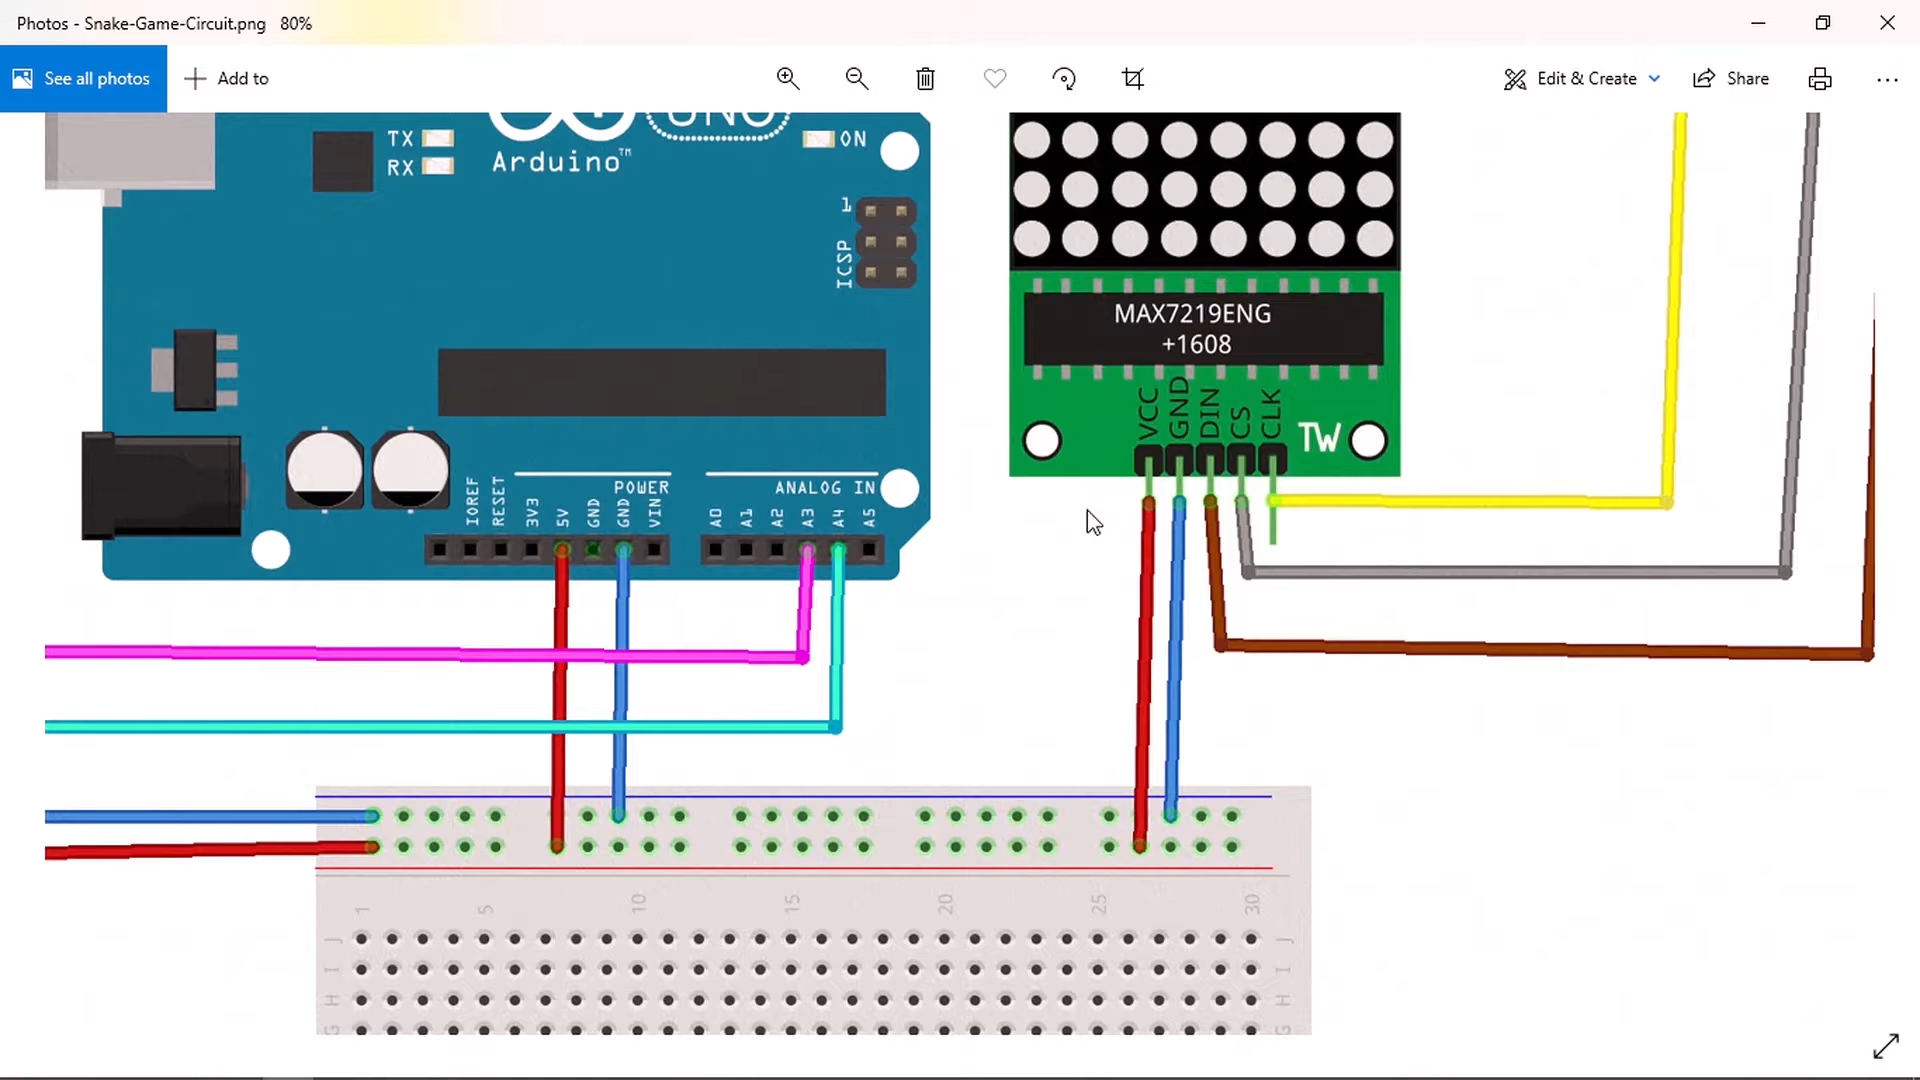 Photos - Snake-Game-Circuit.png 80%
See all photos
Add to
Edit & Create
Share
UNO
TX
RX
Arduino™
ON
1
ICSP
MAX7219ENG
+1608
VCC
GND
DIN
CS
CLK
TW
POWER
ANALOG IN
IOREF
RESET
3V3
5V
GND
GND
VIN
A0
A1
A2
A3
A4
A5
1
5
10
15
20
25
30
J
J
I
I
H
H
G
G